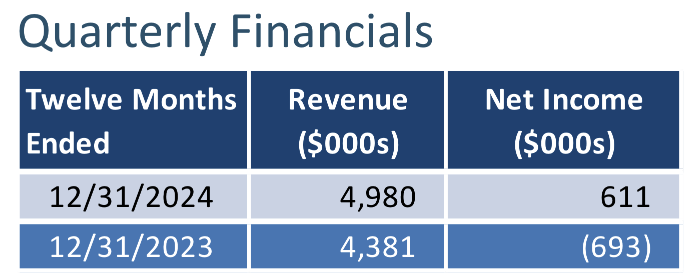 Quarterly Financials
Twelve Months Ended Revenue ($000s) Net Income ($000s)
12/31/2024 4,980 611
12/31/2023 4,381 (693)